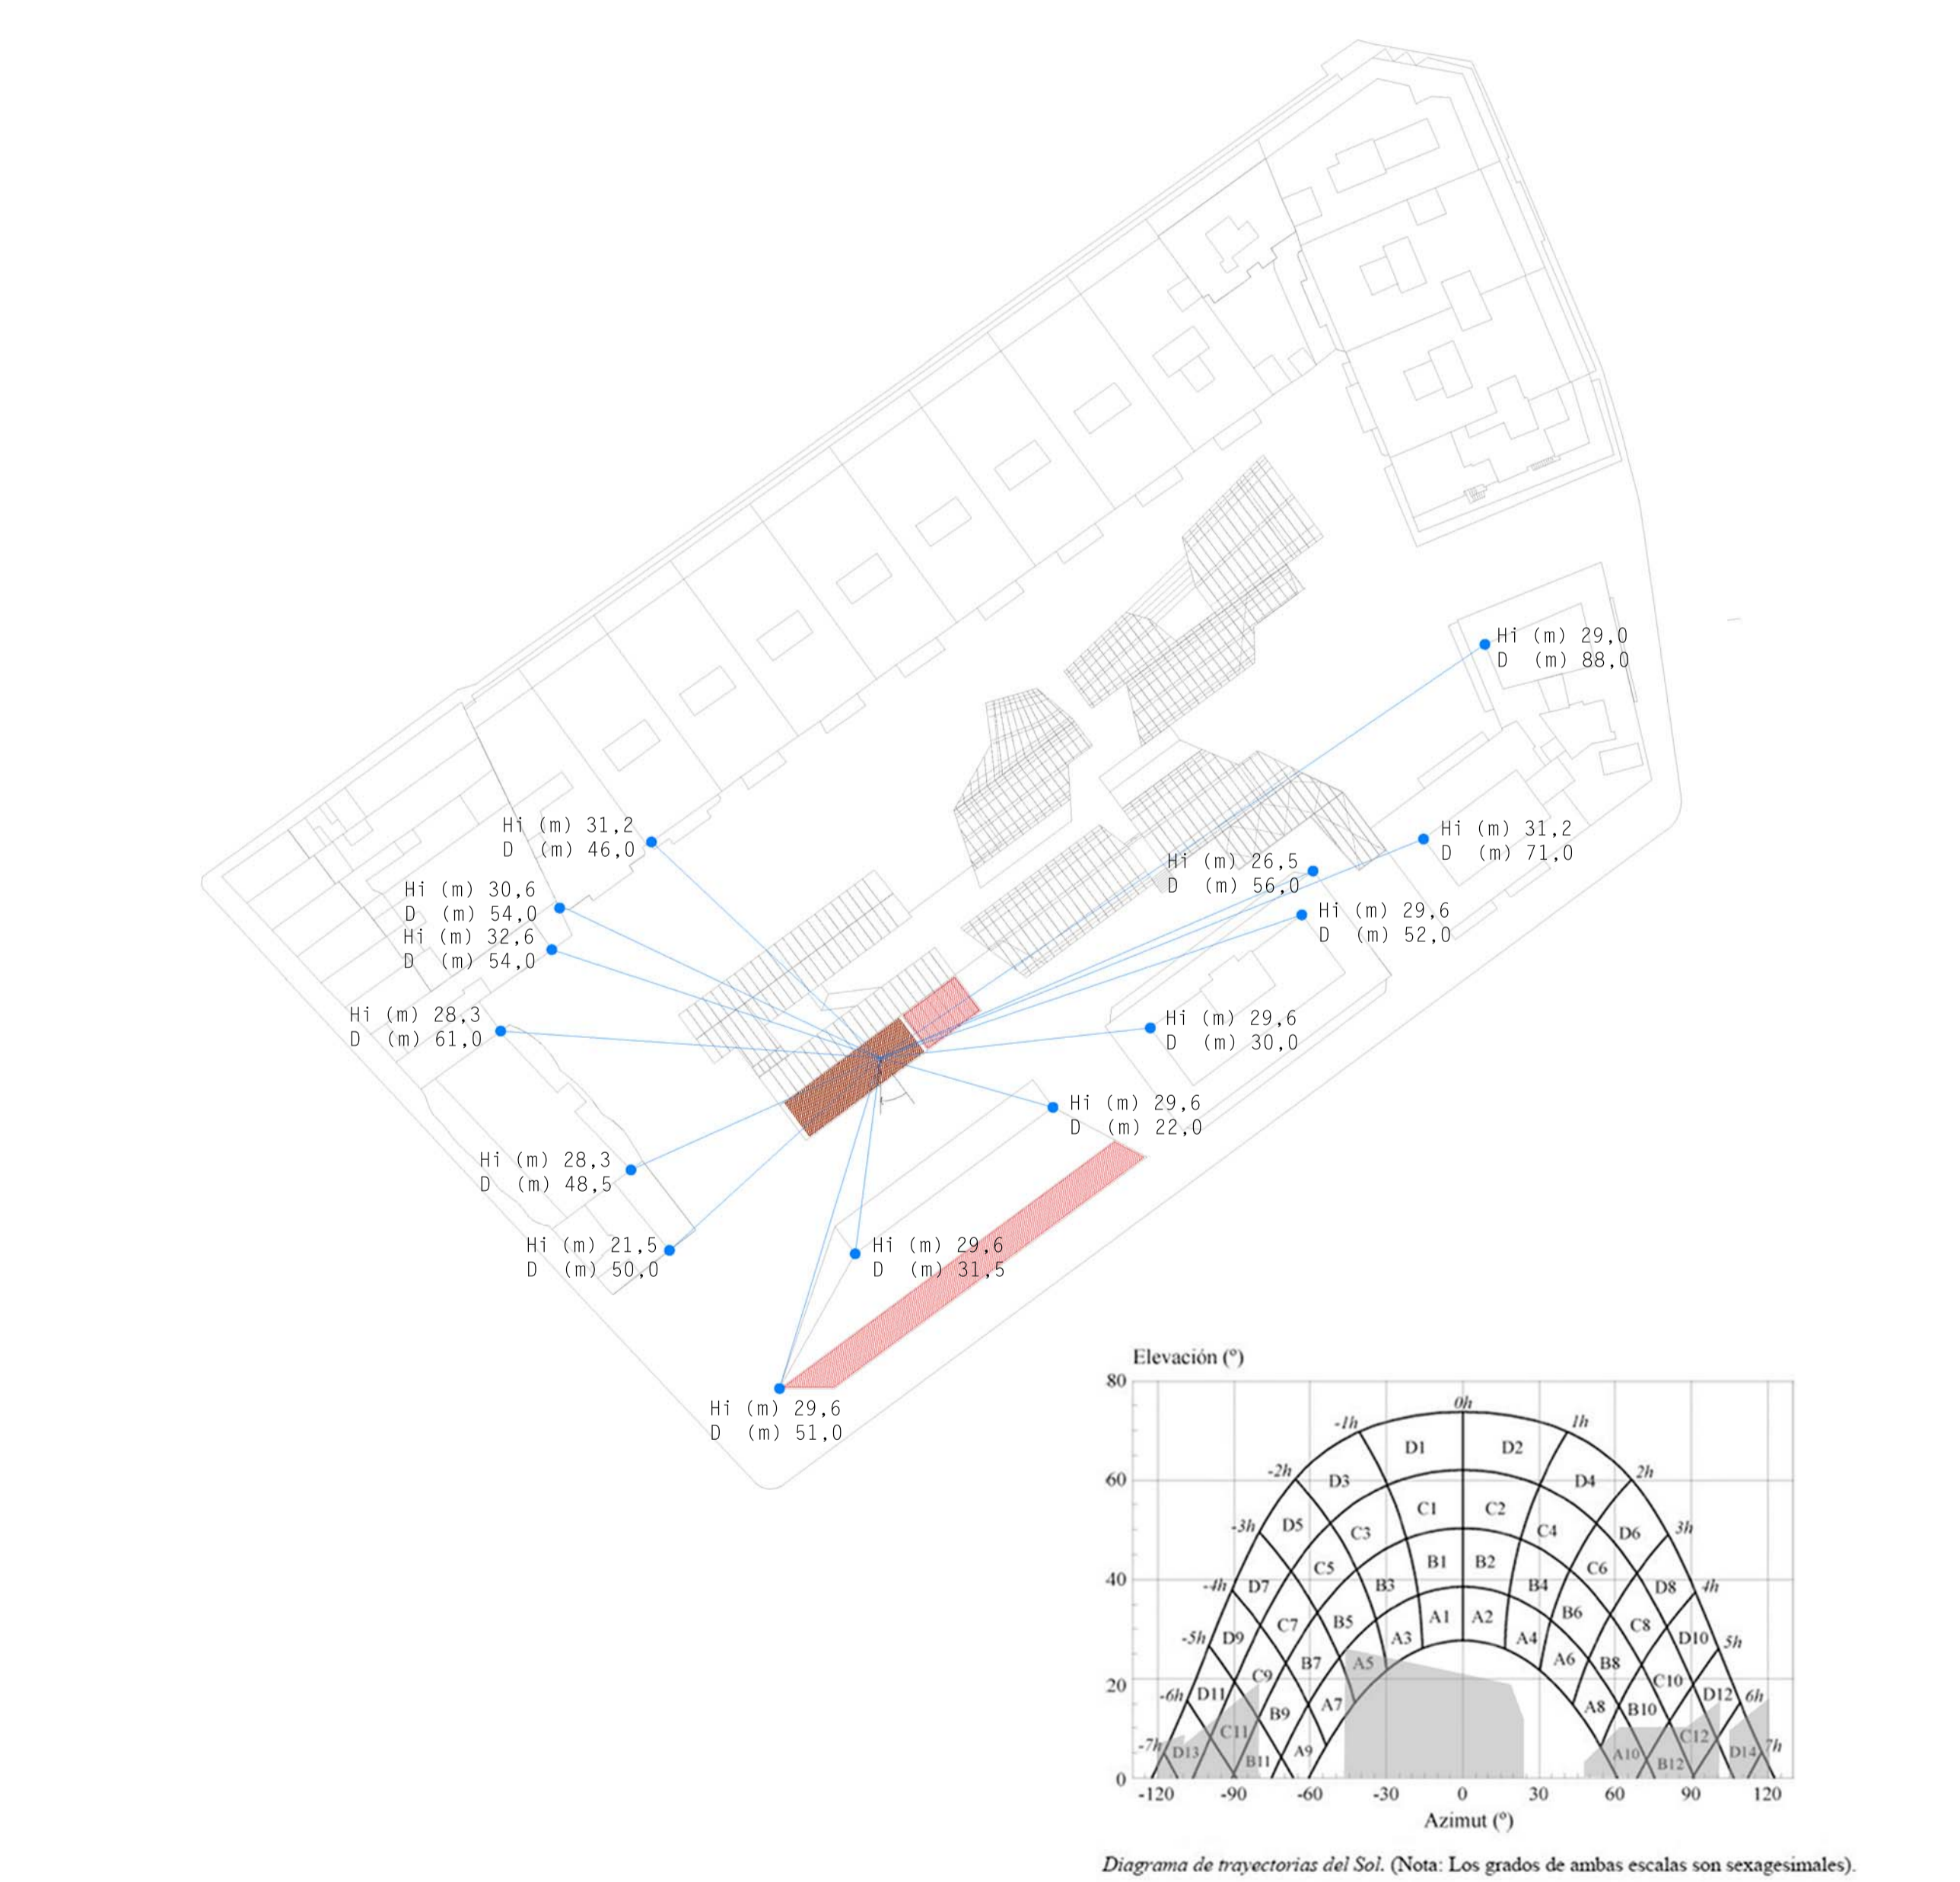 Hi (m) 29,0
D (m) 88,0
Hi (m) 31,2
D (m) 46,0
Hi (m) 31,2
D (m) 71,0
Hi (m) 26,5
D (m) 56,0
Hi (m) 30,6
D (m) 54,0
Hi (m) 29,6
D (m) 52,0
Hi (m) 32,6
D (m) 54,0
Hi (m) 28,3
D (m) 61,0
Hi (m) 29,6
D (m) 30,0
Hi (m) 29,6
D (m) 22,0
Hi (m) 28,3
D (m) 48,5
Hi (m) 21,5
D (m) 50,0
Hi (m) 29,6
D (m) 31,5
Hi (m) 29,6
D (m) 51,0
Elevación (º)
80
0h
-1h 1h
D1 D2
-2h 2h
60 D3 D4
C1 C2
-3h D5 C3 C4 D6 3h
B1 B2
C5 C6
40 -4h D7 B3 B4 D8 4h
A1 A2
C7 B5 B6 C8
-5h D9 A3 A4 D10 5h
B7 A5 A6 B8
C9 C10
20 -6h D11 D12 6h
A7 A8
B9 B10
C11 C12
-7h D13 B11 A9 A10 B12 D14 7h
0
-120 -90 -60 -30 0 30 60 90 120
Azimut (º)
Diagrama de trayectorias del Sol. (Nota: Los grados de ambas escalas son sexagesimales).